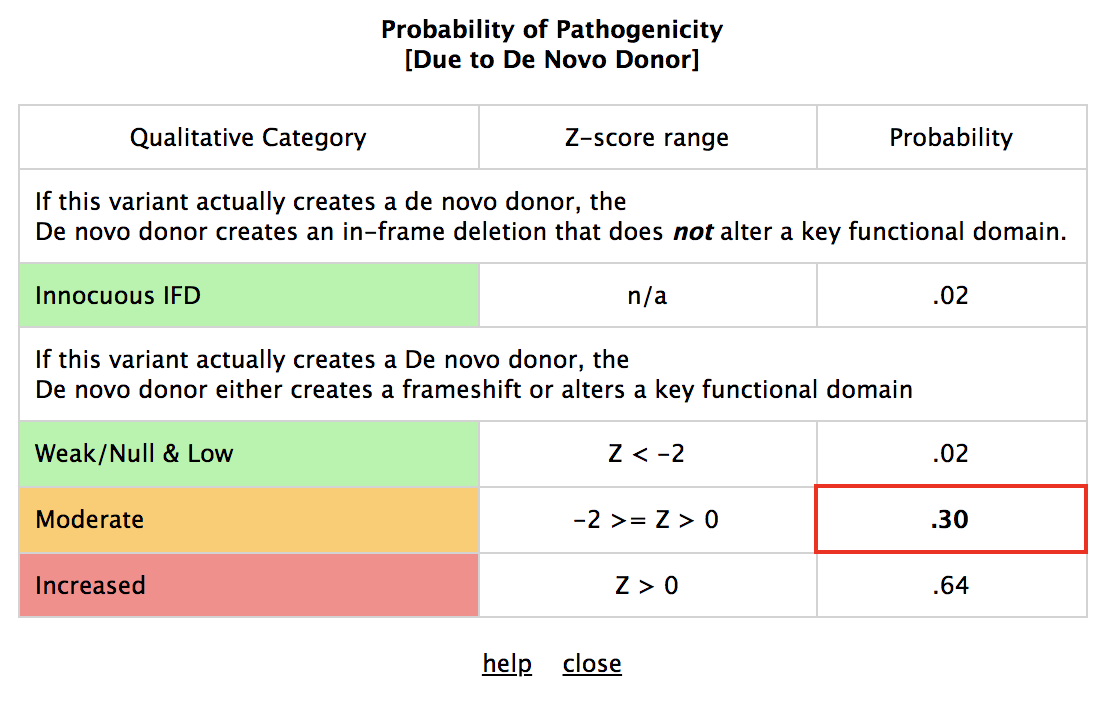 Probability of Pathogenicity
[Due to De Novo Donor]
Qualitative Category Z-score range Probability
If this variant actually creates a de novo donor, the
De novo donor creates an in-frame deletion that does not alter a key functional domain.
Innocuous IFD n/a .02
If this variant actually creates a De novo donor, the
De novo donor either creates a frameshift or alters a key functional domain
Weak/Null & Low Z < -2 .02
Moderate -2 >= Z > 0 .30
Increased Z > 0 .64
help close